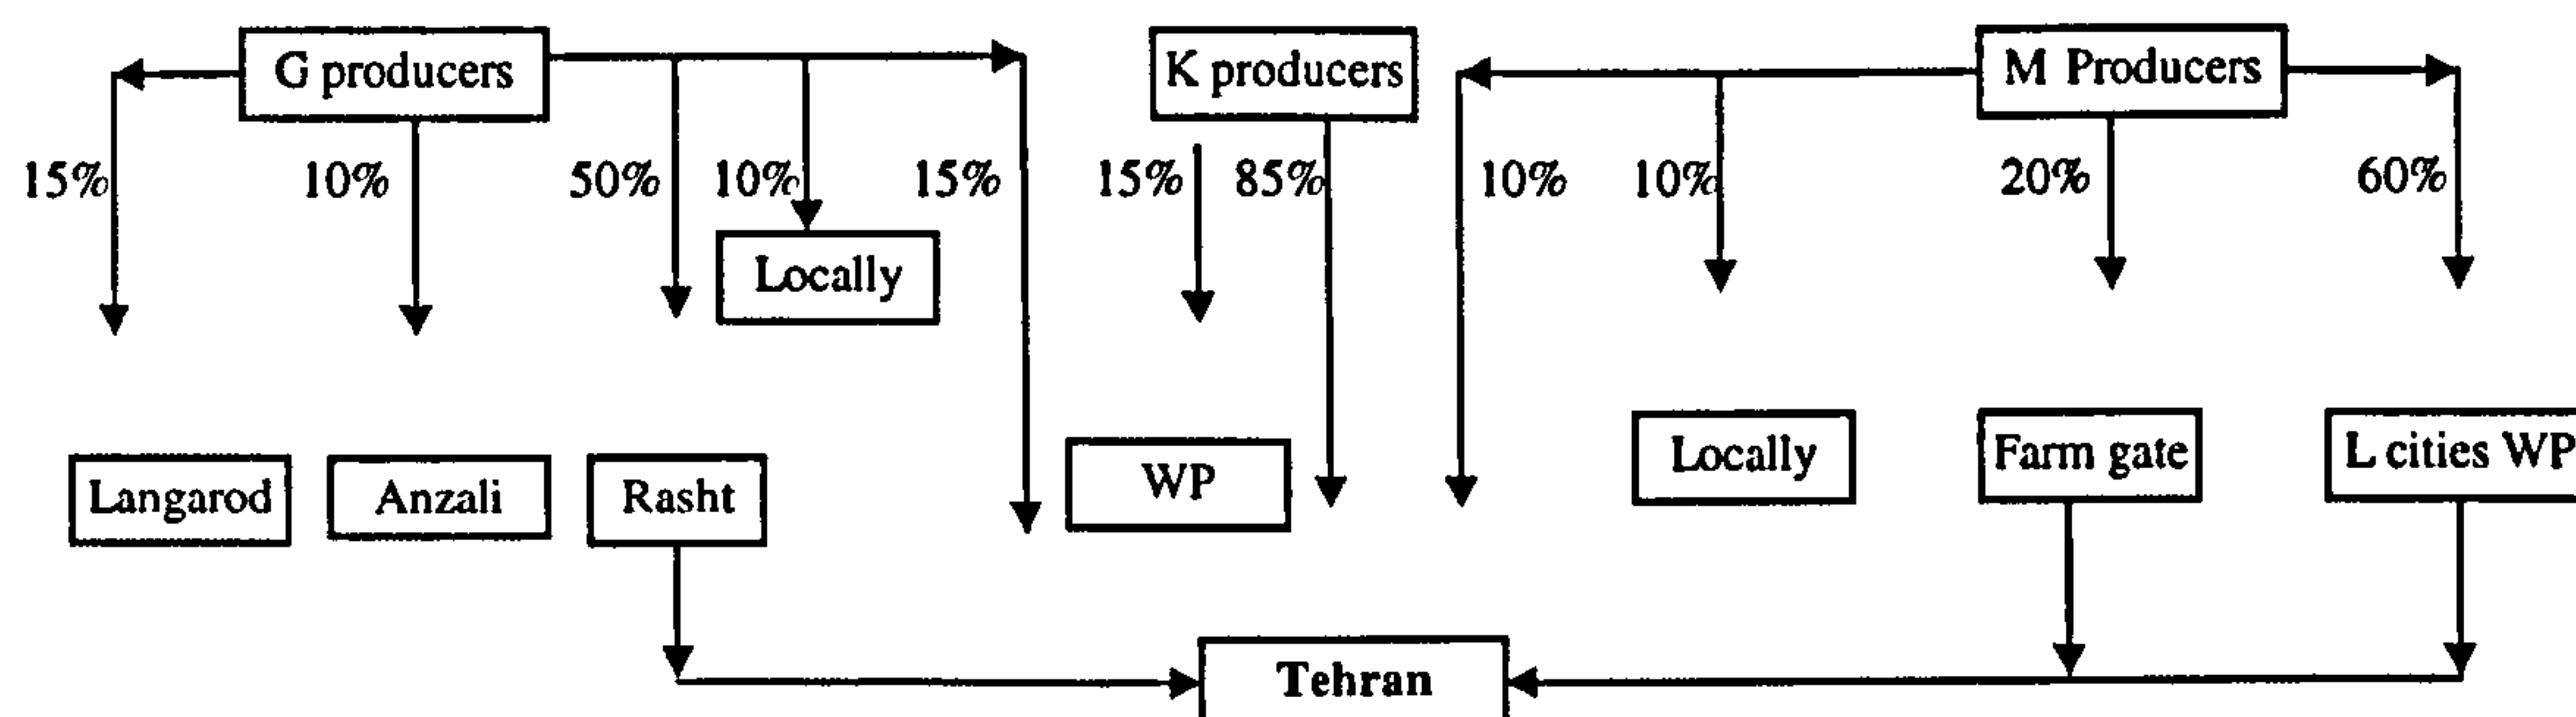 G producers
K producers
M Producers
15%
10%
50%
10%
15%
15%
85%
10%
10%
20%
60%
Locally
Langarod
Anzali
Rasht
WP
Locally
Farm gate
L cities WP
Tehran